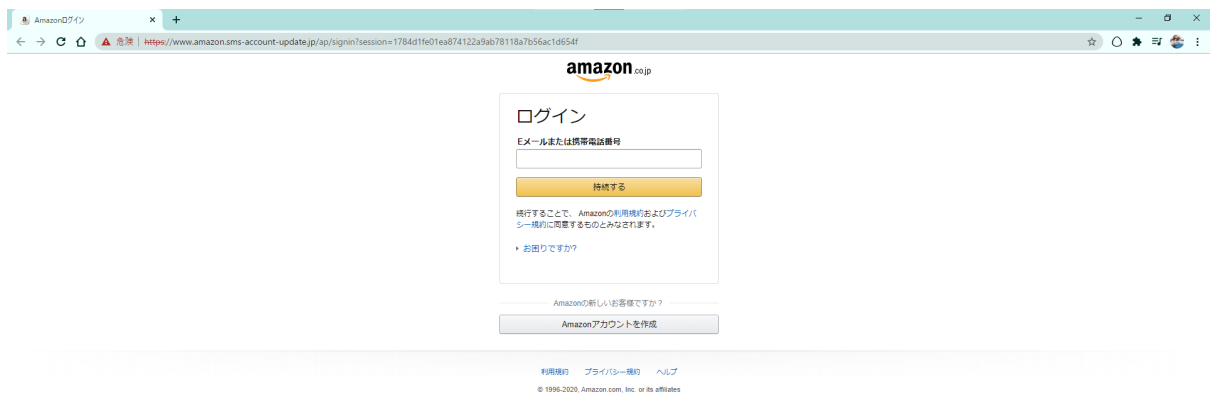 Amazonログイン
危険 https://www.amazon.sms-account-update.jp/ap/signin?session=1784d1fe01ea874122a9ab78118a7b56ac1d654f
amazon.co.jp
ログイン
Eメールまたは携帯電話番号
持続する
続行することで、 Amazonの利用規約およびプライバ
シー規約に同意するものとみなされます。
お困りですか?
Amazonの新しいお客様ですか？
Amazonアカウントを作成
利用規約 プライバシー規約 ヘルプ
© 1996-2020, Amazon.com, Inc. or its affiliates